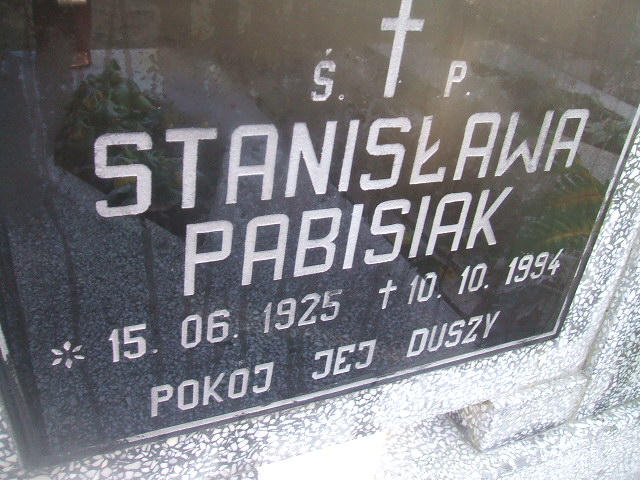 Ś. P.
STANISŁAWA
PABISIAK
* 15. 06. 1925 † 10. 10. 1994
POKOJ JEJ DUSZY